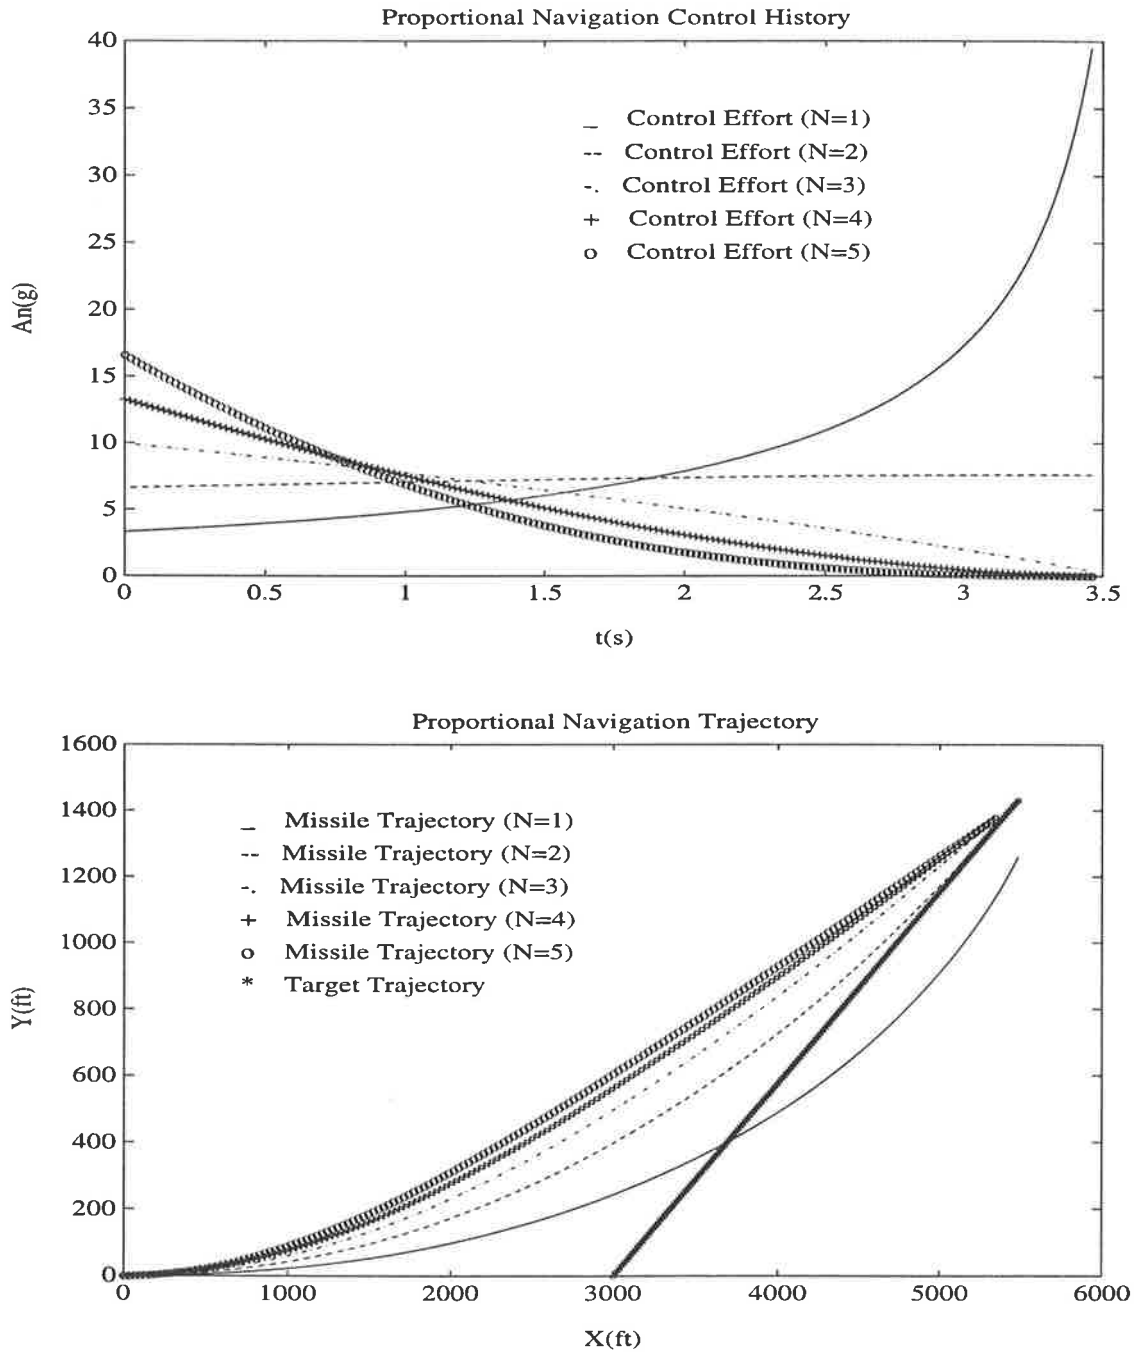 Proportional Navigation Control History
40
35
30
25
20
15
10
5
0
An(g)
_ Control Effort (N=1)
-- Control Effort (N=2)
-. Control Effort (N=3)
+ Control Effort (N=4)
o Control Effort (N=5)
0 0.5 1 1.5 2 2.5 3 3.5
t(s)
Proportional Navigation Trajectory
1600
1400
1200
1000
800
600
400
200
0
Y(ft)
_ Missile Trajectory (N=1)
-- Missile Trajectory (N=2)
-. Missile Trajectory (N=3)
+ Missile Trajectory (N=4)
o Missile Trajectory (N=5)
* Target Trajectory
0 1000 2000 3000 4000 5000 6000
X(ft)